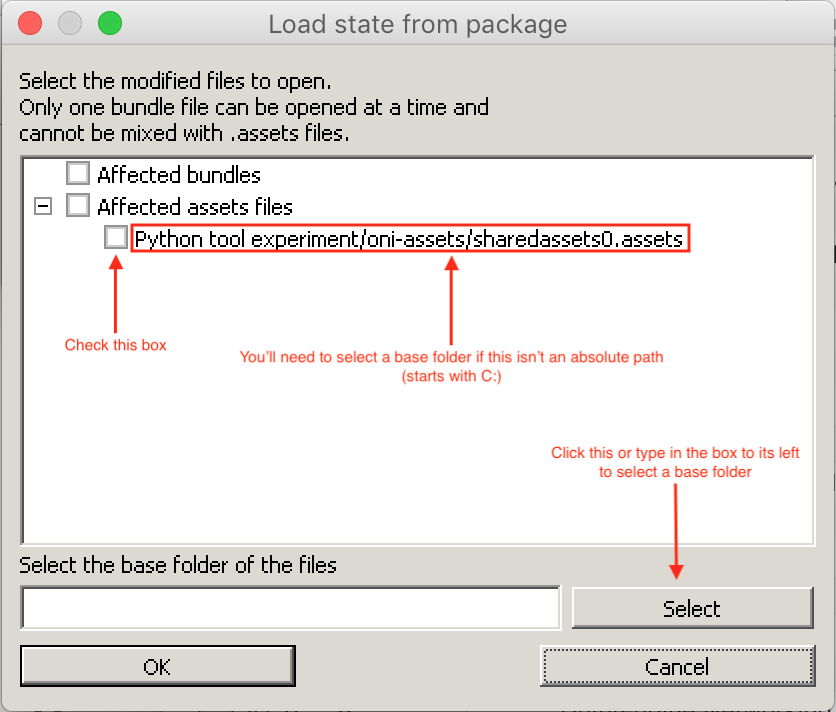 Load state from package
Select the modified files to open.
Only one bundle file can be opened at a time and
cannot be mixed with .assets files.
Affected bundles
Affected assets files
Python tool experiment/oni-assets/sharedassets0.assets
Check this box
You’ll need to select a base folder if this isn’t an absolute path
(starts with C:)
Click this or type in the box to its left
to select a base folder
Select the base folder of the files
Select
OK
Cancel